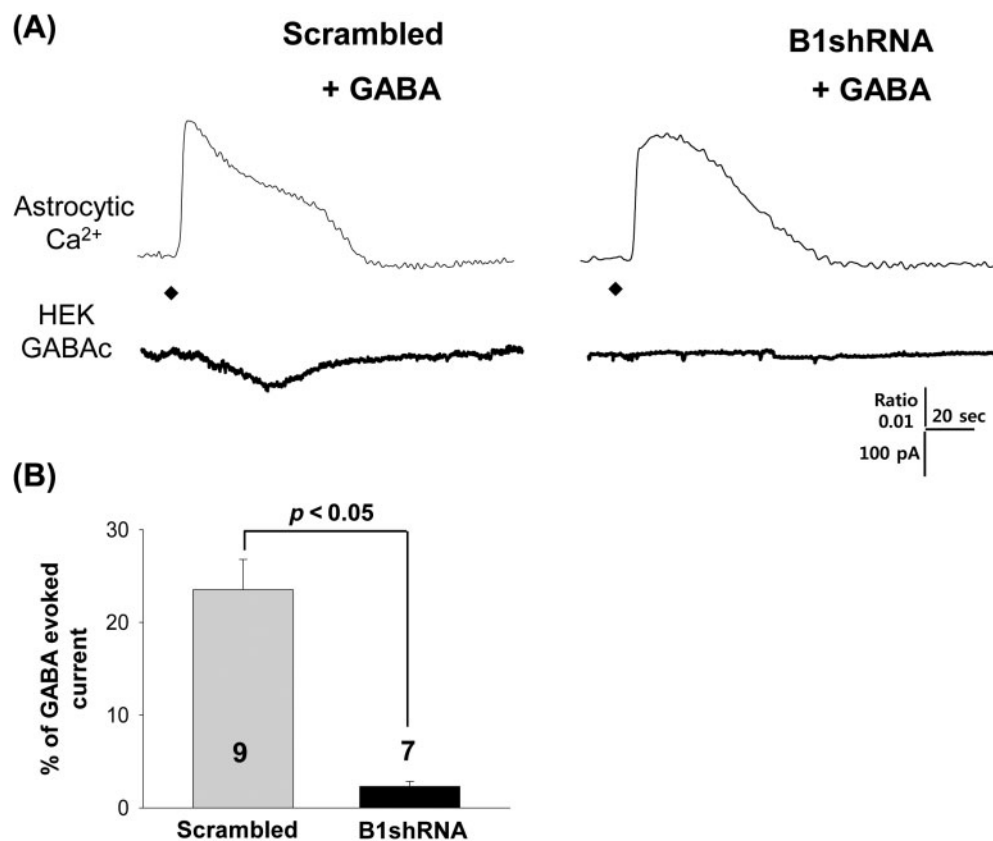 (A)
Scrambled
+ GABA
B1shRNA
+ GABA
Astrocytic
Ca²⁺
HEK
GABAc
Ratio
0.01
20 sec
100 pA
(B)
p < 0.05
% of GABA evoked
current
30
20
10
0
9
7
Scrambled
B1shRNA